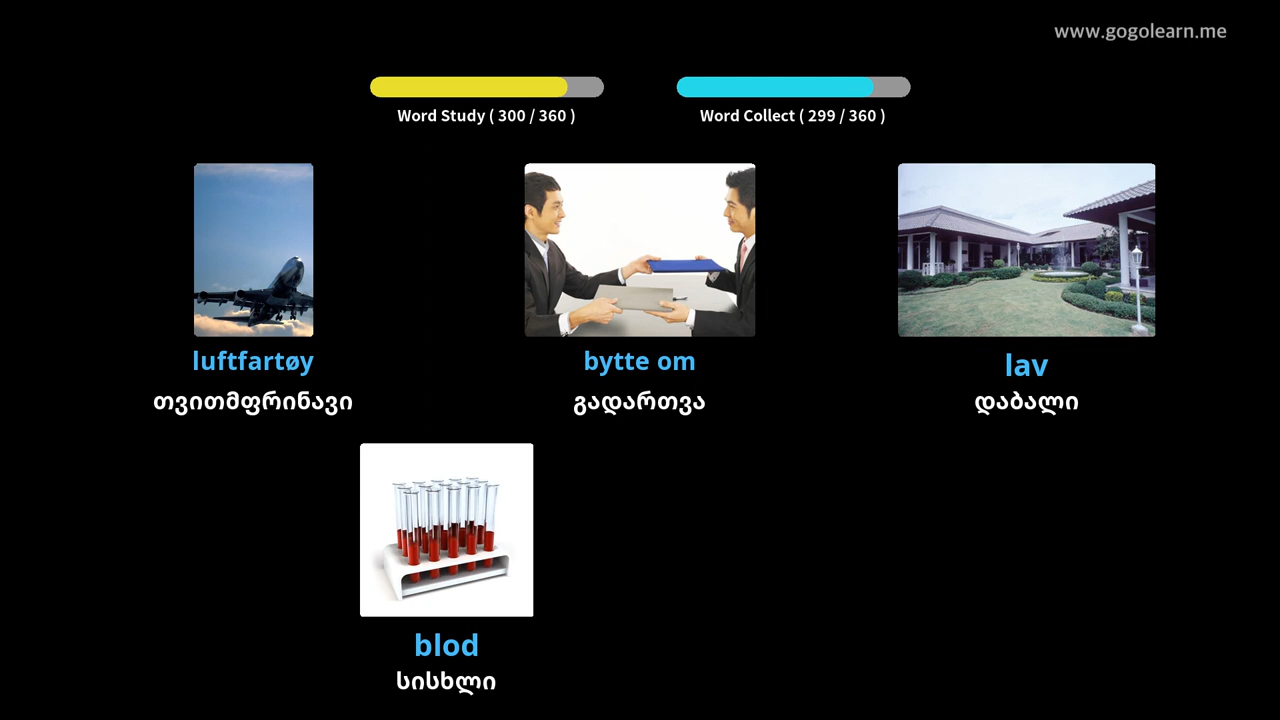 www.gogolearn.me
Word Study ( 300 / 360 )
Word Collect ( 299 / 360 )
luftfartøy
თვითმფრინავი
bytte om
გადართვა
lav
დაბალი
blod
სისხლი